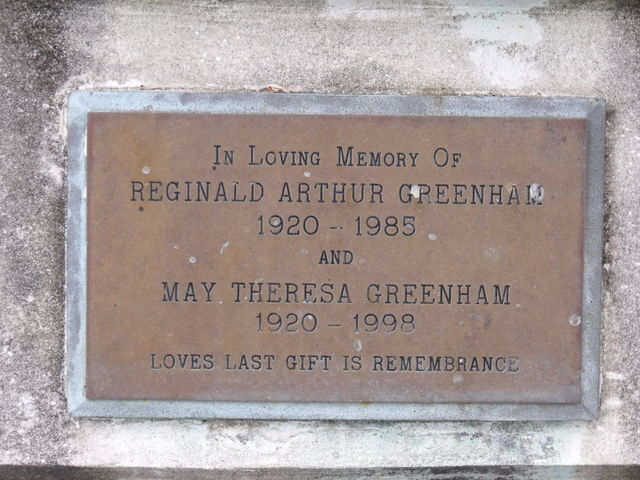 In Loving Memory Of
REGINALD ARTHUR GREENHAM
1920 - 1985
AND
MAY THERESA GREENHAM
1920 - 1998
LOVES LAST GIFT IS REMEMBRANCE